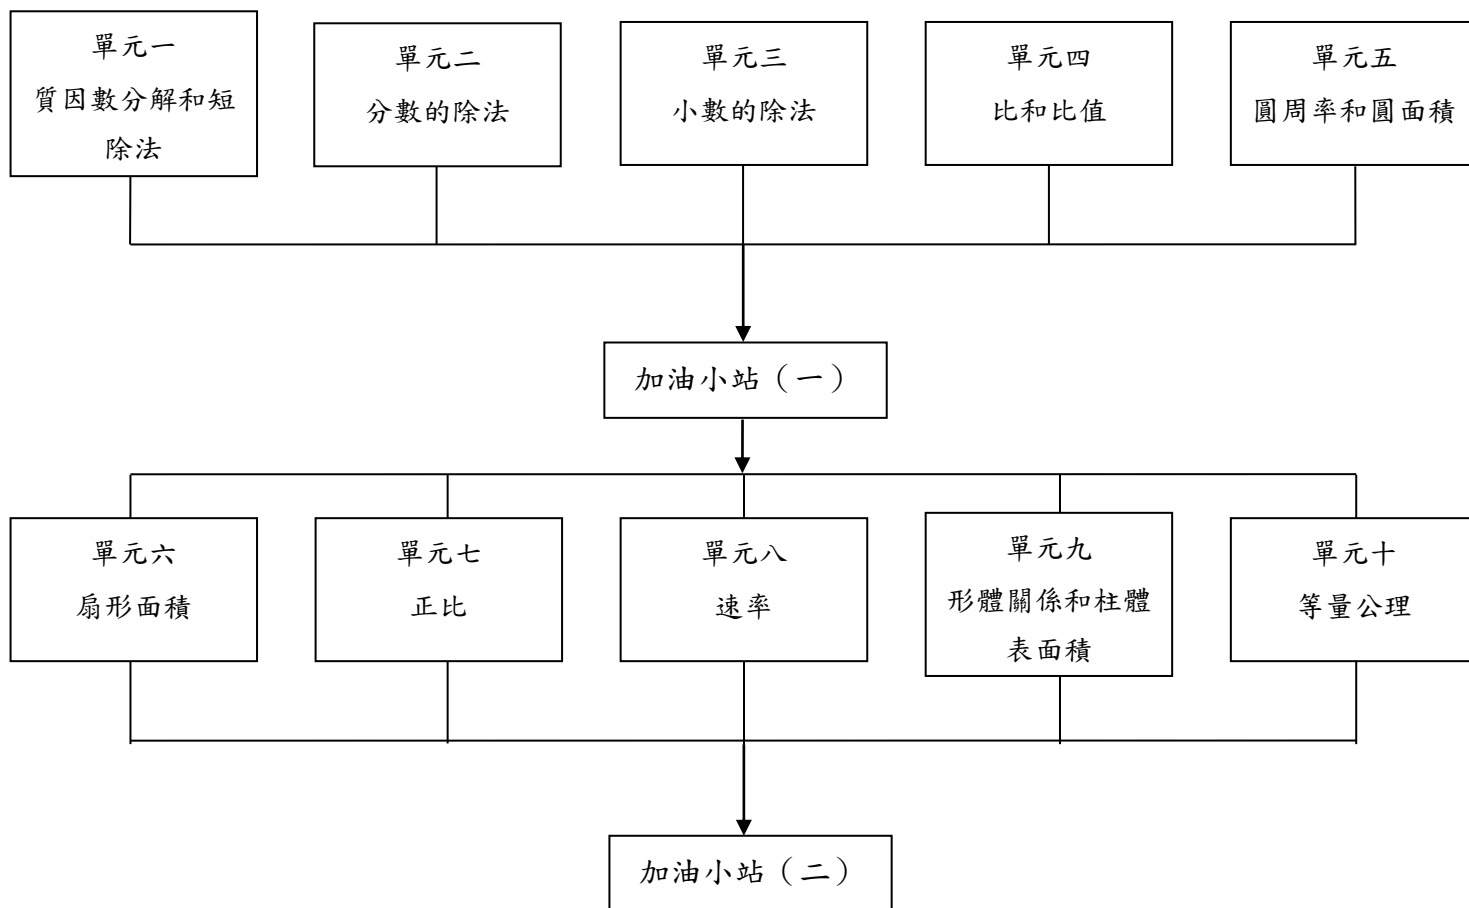 單元一
質因數分解和短
除法
單元二
分數的除法
單元三
小數的除法
單元四
比和比值
單元五
圓周率和圓面積
加油小站（一）
單元六
扇形面積
單元七
正比
單元八
速率
單元九
形體關係和柱體
表面積
單元十
等量公理
加油小站（二）